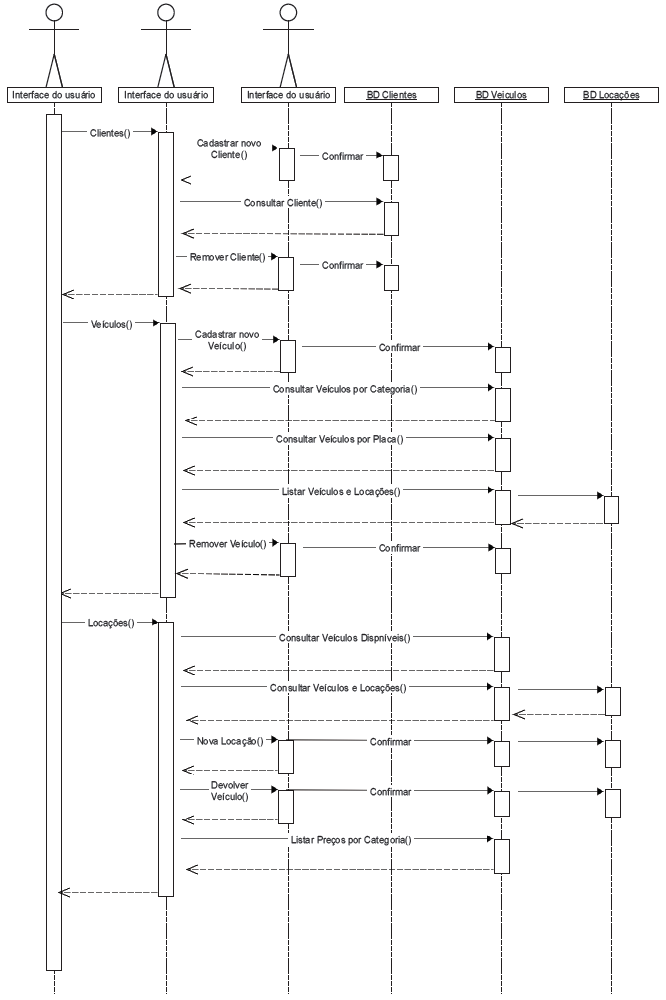 Interface do usuário
Interface do usuário
Interface do usuário
BD Clientes
BD Veiculos
BD Locações
Clientes()
Cadastrar novo
Cliente()
Confirmar
Consultar Cliente()
Remover Cliente()
Confirmar
Veículos()
Cadastrar novo
Veículo()
Confirmar
Consultar Veículos por Categoria()
Consultar Veículos por Placa()
Listar Veículos e Locações()
Remover Veículo()
Confirmar
Locações()
Consultar Veículos Dispníveis()
Consultar Veículos e Locações()
Nova Locação()
Confirmar
Devolver
Veículo()
Confirmar
Listar Preços por Categoria()